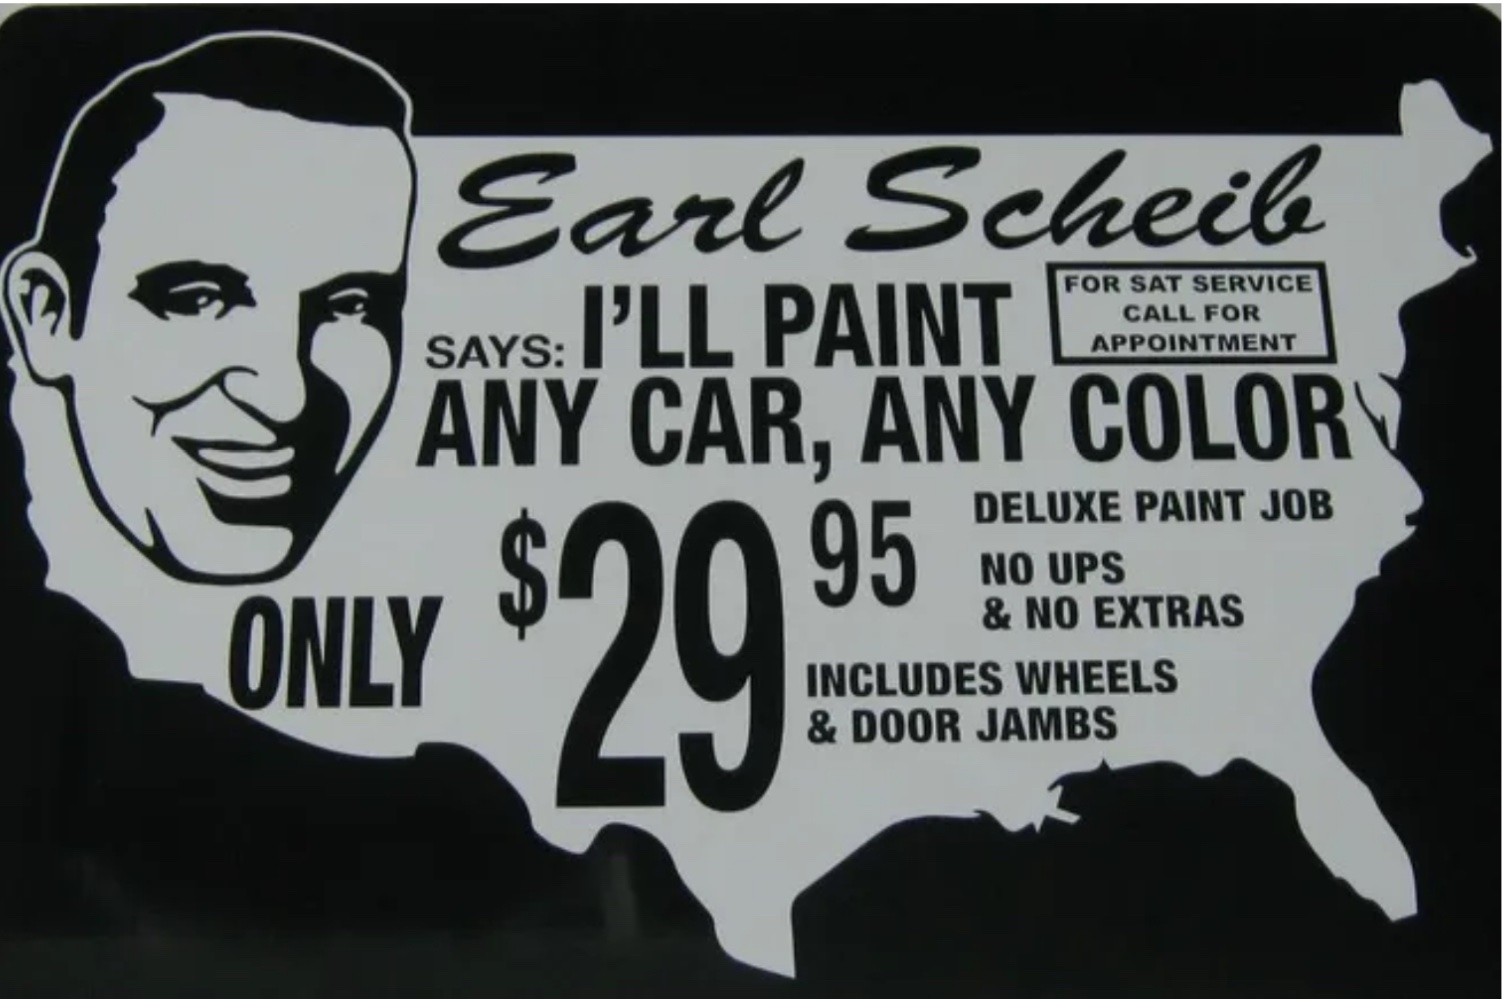 Earl Scheib
FOR SAT SERVICE
CALL FOR
APPOINTMENT
SAYS: I'LL PAINT
ANY CAR, ANY COLOR
ONLY $29 95
DELUXE PAINT JOB
NO UPS
& NO EXTRAS
INCLUDES WHEELS
& DOOR JAMBS